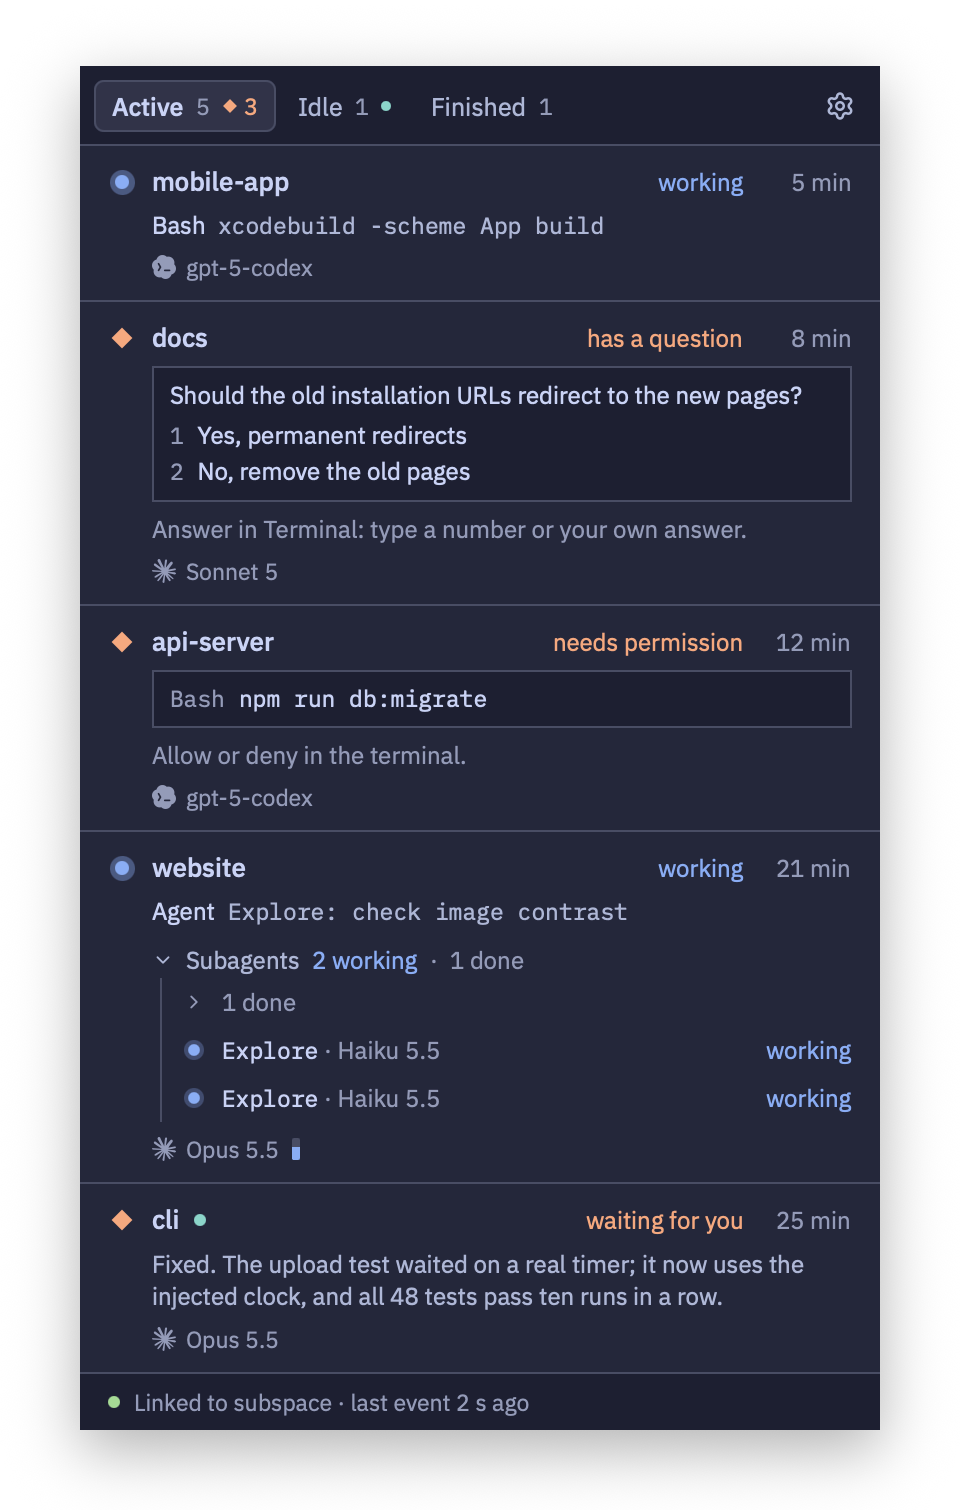 Active 5 3 Idle 1 Finished 1
mobile-app working 5 min
Bash xcodebuild -scheme App build
gpt-5-codex
docs has a question 8 min
Should the old installation URLs redirect to the new pages?
1 Yes, permanent redirects
2 No, remove the old pages
Answer in Terminal: type a number or your own answer.
Sonnet 5
api-server needs permission 12 min
Bash npm run db:migrate
Allow or deny in the terminal.
gpt-5-codex
website working 21 min
Agent Explore: check image contrast
Subagents 2 working · 1 done
1 done
Explore · Haiku 5.5 working
Explore · Haiku 5.5 working
Opus 5.5
cli waiting for you 25 min
Fixed. The upload test waited on a real timer; it now uses the
injected clock, and all 48 tests pass ten runs in a row.
Opus 5.5
Linked to subspace · last event 2 s ago